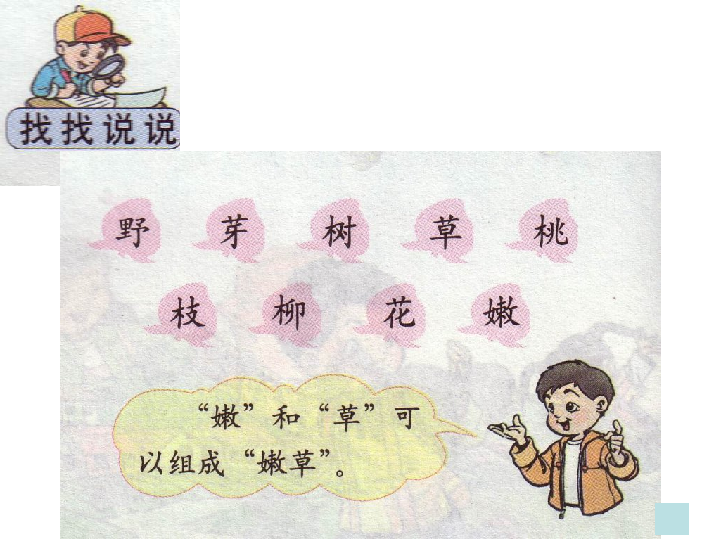 找找说说
野 芽 树 草 桃
枝 柳 花 嫩
“嫩”和“草”可
以组成“嫩草”。